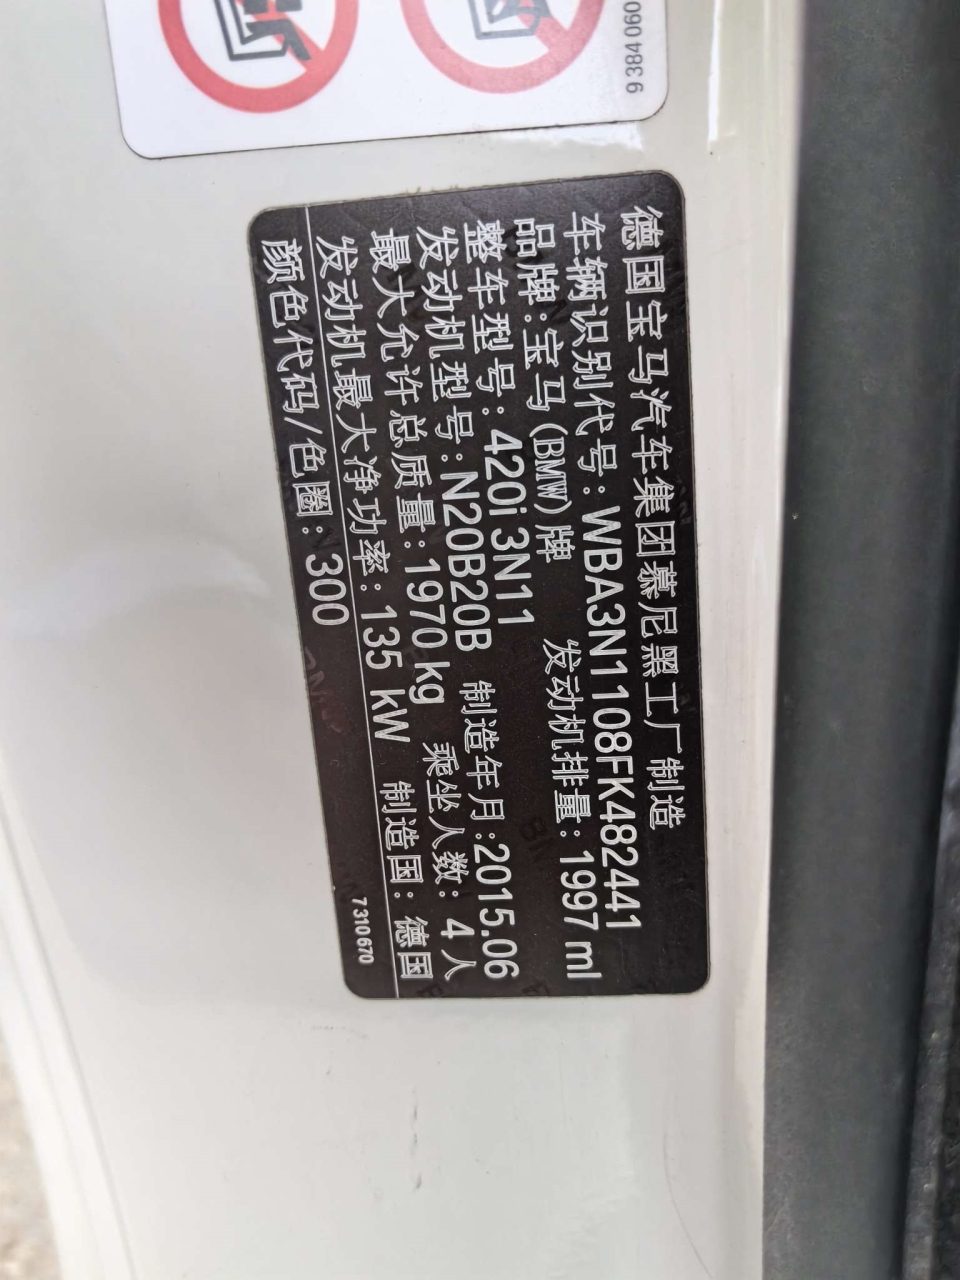 9 384 060
德国宝马汽车集团慕尼黑工厂制造
车辆识别代号:WBA3N1108FK482441
品牌:宝马(BMW)牌 发动机排量:1997 ml
整车型号:420i 3N11 制造年月:2015.06
发动机型号:N20B20B 乘坐人数:4人
最大允许总质量:1970 kg 制造国:德国
发动机最大净功率:135 kW
颜色代码/色圈:300
7 310 670